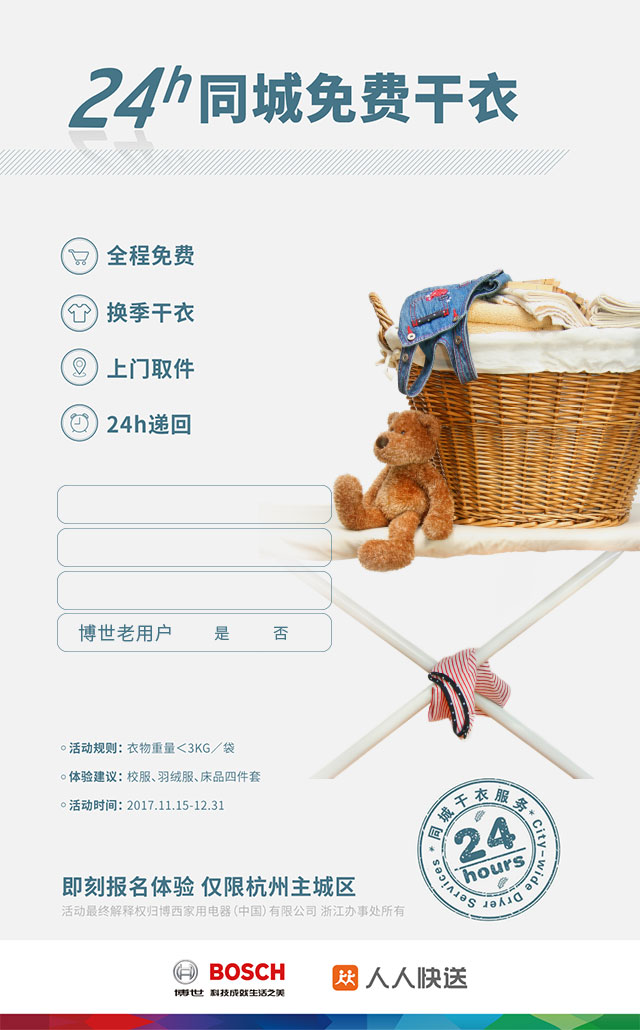 24h同城免费干衣
全程免费
换季干衣
上门取件
24h递回
博世老用户 是 否
活动规则：衣物重量＜3KG／袋
体验建议：校服、羽绒服、床品四件套
活动时间：2017.11.15-12.31
同城干衣服务
24
hours
City-wide Dryer Services
即刻报名体验 仅限杭州主城区
活动最终解释权归博西家用电器（中国）有限公司 浙江办事处所有
BOSCH
博世 科技成就生活之美
人人快送